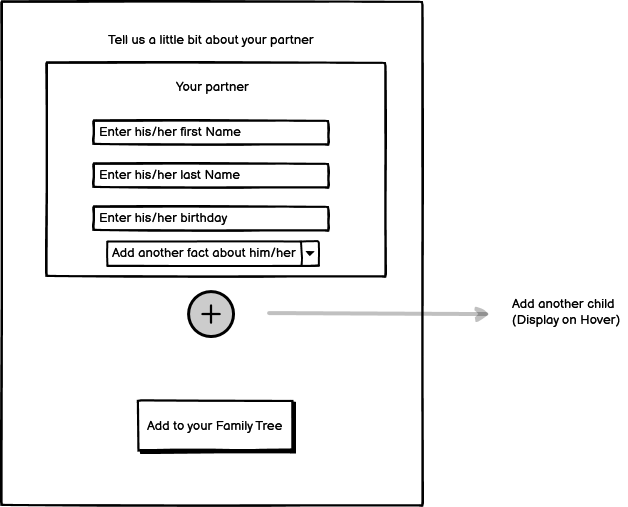 Tell us a little bit about your partner
Your partner
Enter his/her first Name
Enter his/her last Name
Enter his/her birthday
Add another fact about him/her
Add another child
(Display on Hover)
Add to your Family Tree